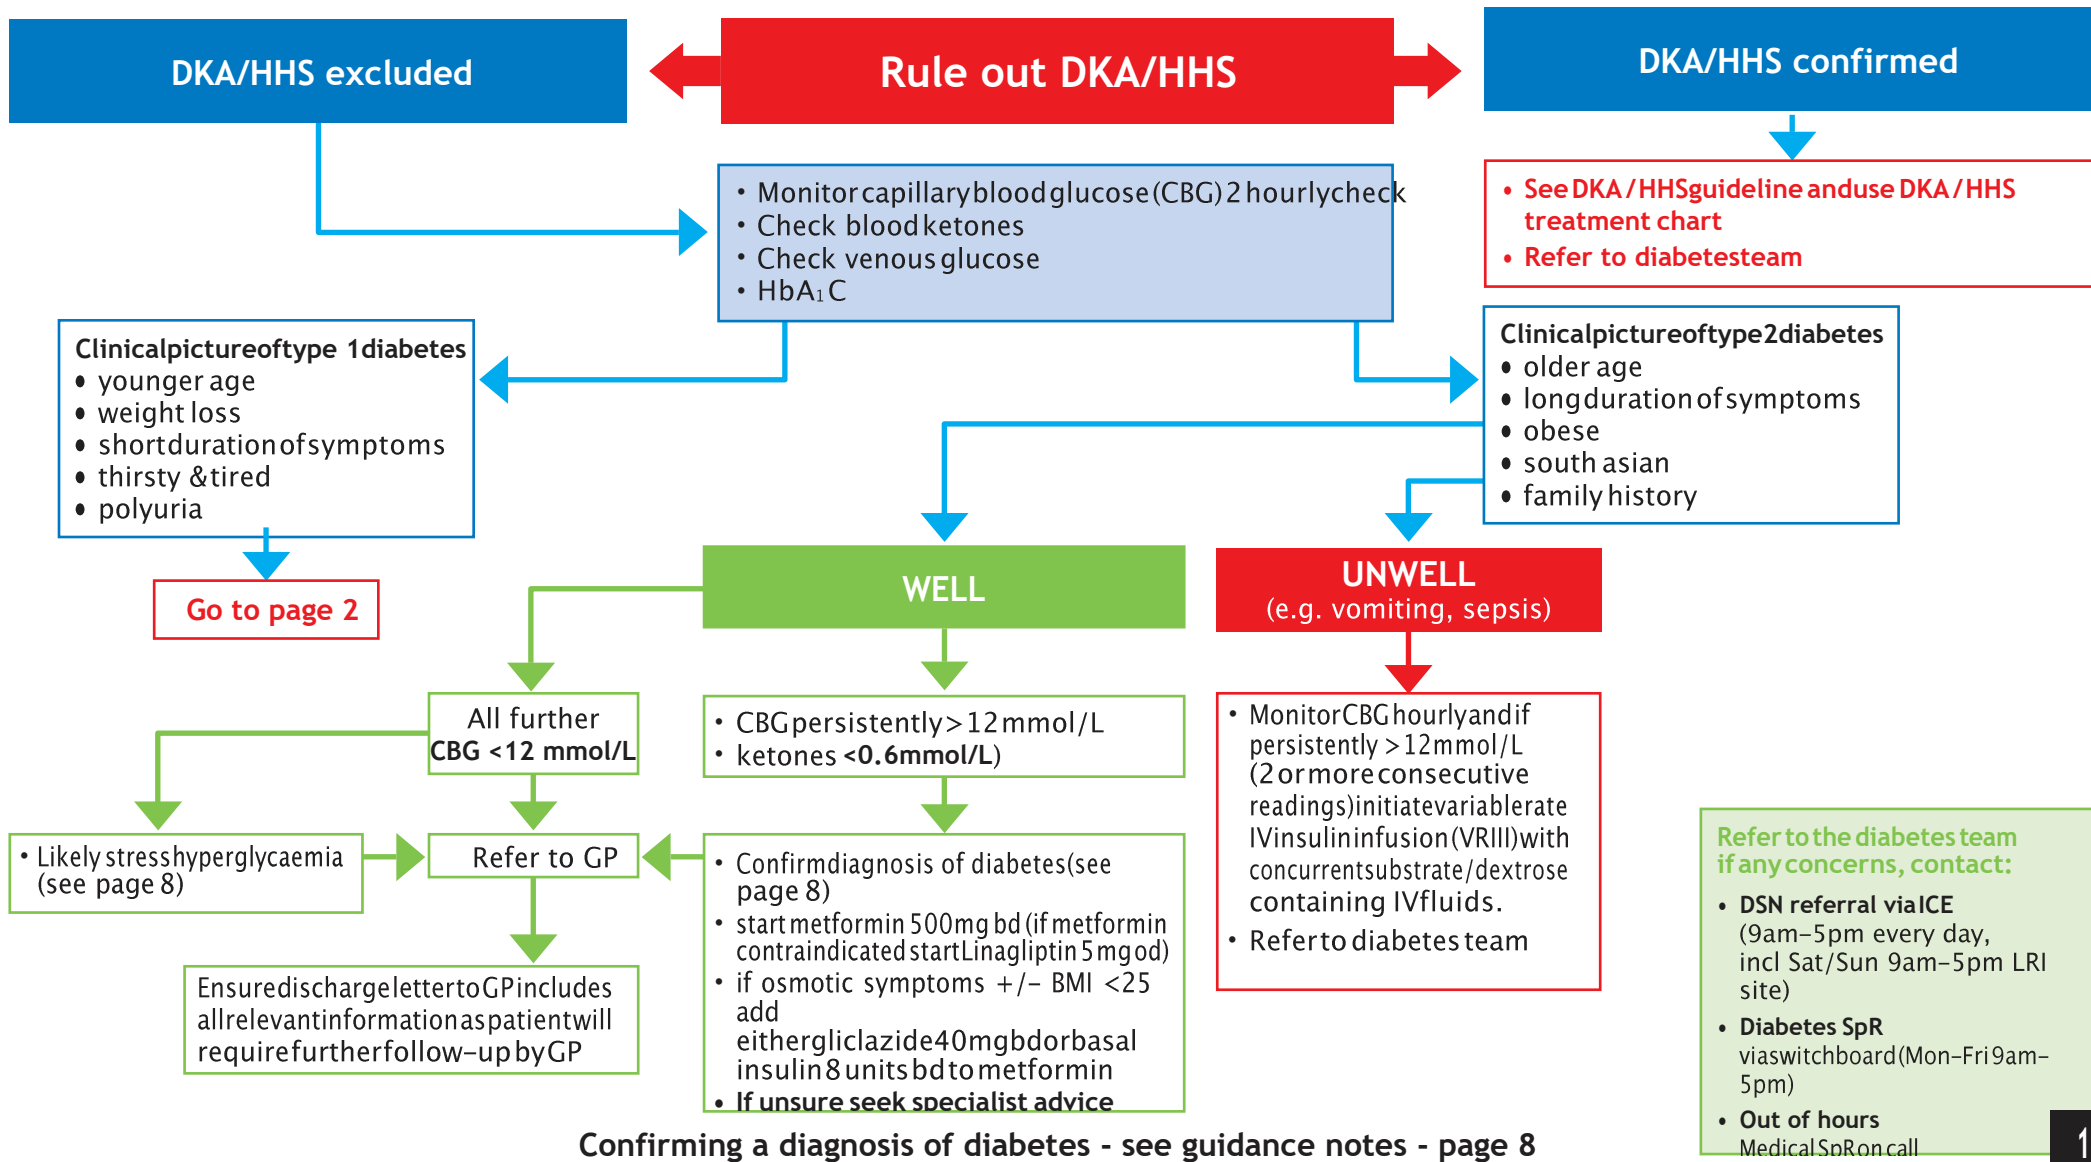 DKA/HHS excluded
Rule out DKA/HHS
DKA/HHS confirmed
• Monitor capillary blood glucose (CBG) 2 hourly check
• Check blood ketones
• Check venous glucose
• HbA₁C
• See DKA/HHS guideline and use DKA/HHS
treatment chart
• Refer to diabetes team
Clinical picture of type 1 diabetes
• younger age
• weight loss
• short duration of symptoms
• thirsty & tired
• polyuria
Clinical picture of type 2 diabetes
• older age
• long duration of symptoms
• obese
• south asian
• family history
Go to page 2
WELL
UNWELL
(e.g. vomiting, sepsis)
All further
CBG <12 mmol/L
• CBG persistently >12 mmol/L
• ketones <0.6mmol/L)
• Monitor CBG hourly and if
persistently >12 mmol/L
(2 or more consecutive
readings) initiate variable rate
IV insulin infusion (VRIII) with
concurrent substrate/dextrose
containing IV fluids.
• Refer to diabetes team
• Likely stress hyperglycaemia
(see page 8)
Refer to GP
• Confirm diagnosis of diabetes (see
page 8)
• start metformin 500mg bd (if metformin
contraindicated start Linagliptin 5 mg od)
• if osmotic symptoms +/– BMI <25
add
either gliclazide 40mg bd or basal
insulin 8 units bd to metformin
• If unsure seek specialist advice
Ensure discharge letter to GP includes
all relevant information as patient will
require further follow–up by GP
Refer to the diabetes team
if any concerns, contact:
• DSN referral via ICE
(9am–5pm every day,
incl Sat/Sun 9am–5pm LRI
site)
• Diabetes SpR
via switchboard (Mon–Fri 9am–
5pm)
• Out of hours
Medical SpR on call
Confirming a diagnosis of diabetes - see guidance notes - page 8
1